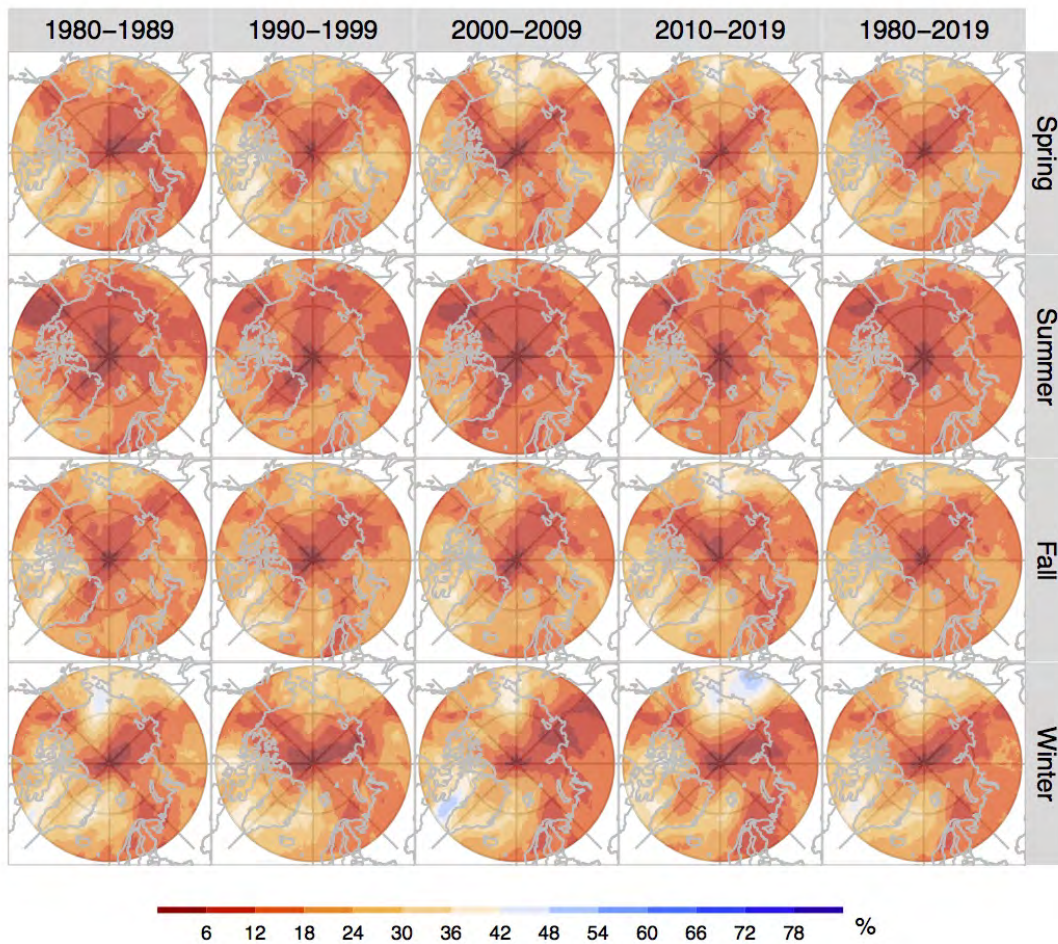 1980–1989 1990–1999 2000–2009 2010–2019 1980–2019
Spring
Summer
Fall
Winter
6 12 18 24 30 36 42 48 54 60 66 72 78 %